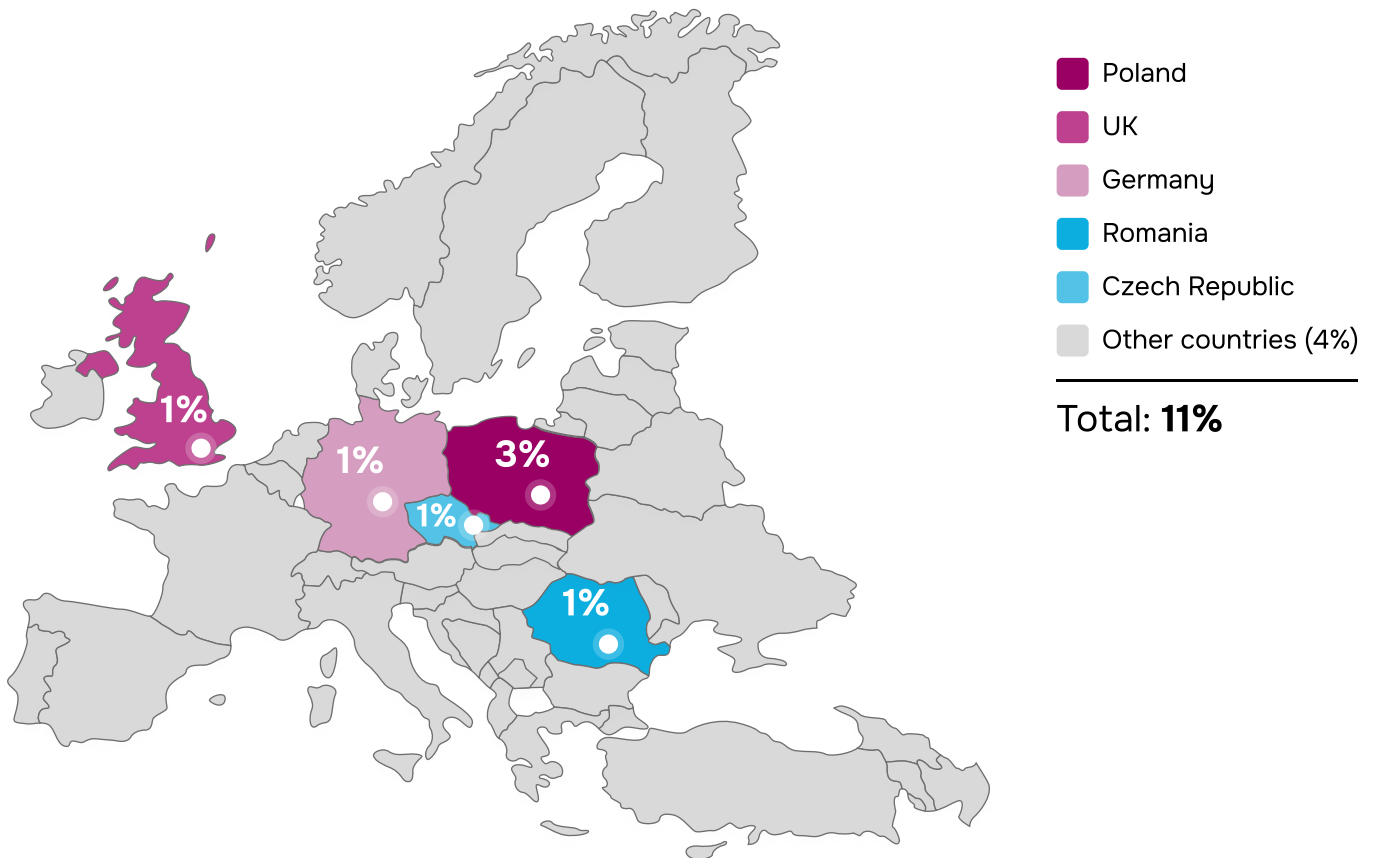 Poland
UK
Germany
Romania
Czech Republic
Other countries (4%)
Total: 11%
1%
1%
3%
1%
1%